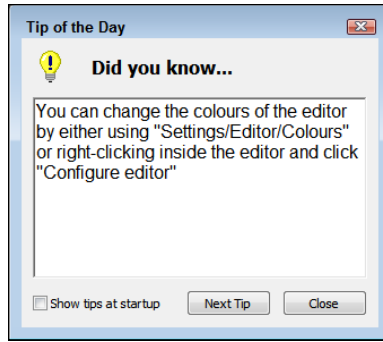 Tip of the Day
Did you know...
You can change the colours of the editor
by either using "Settings/Editor/Colours"
or right-clicking inside the editor and click
"Configure editor"
Show tips at startup Next Tip Close